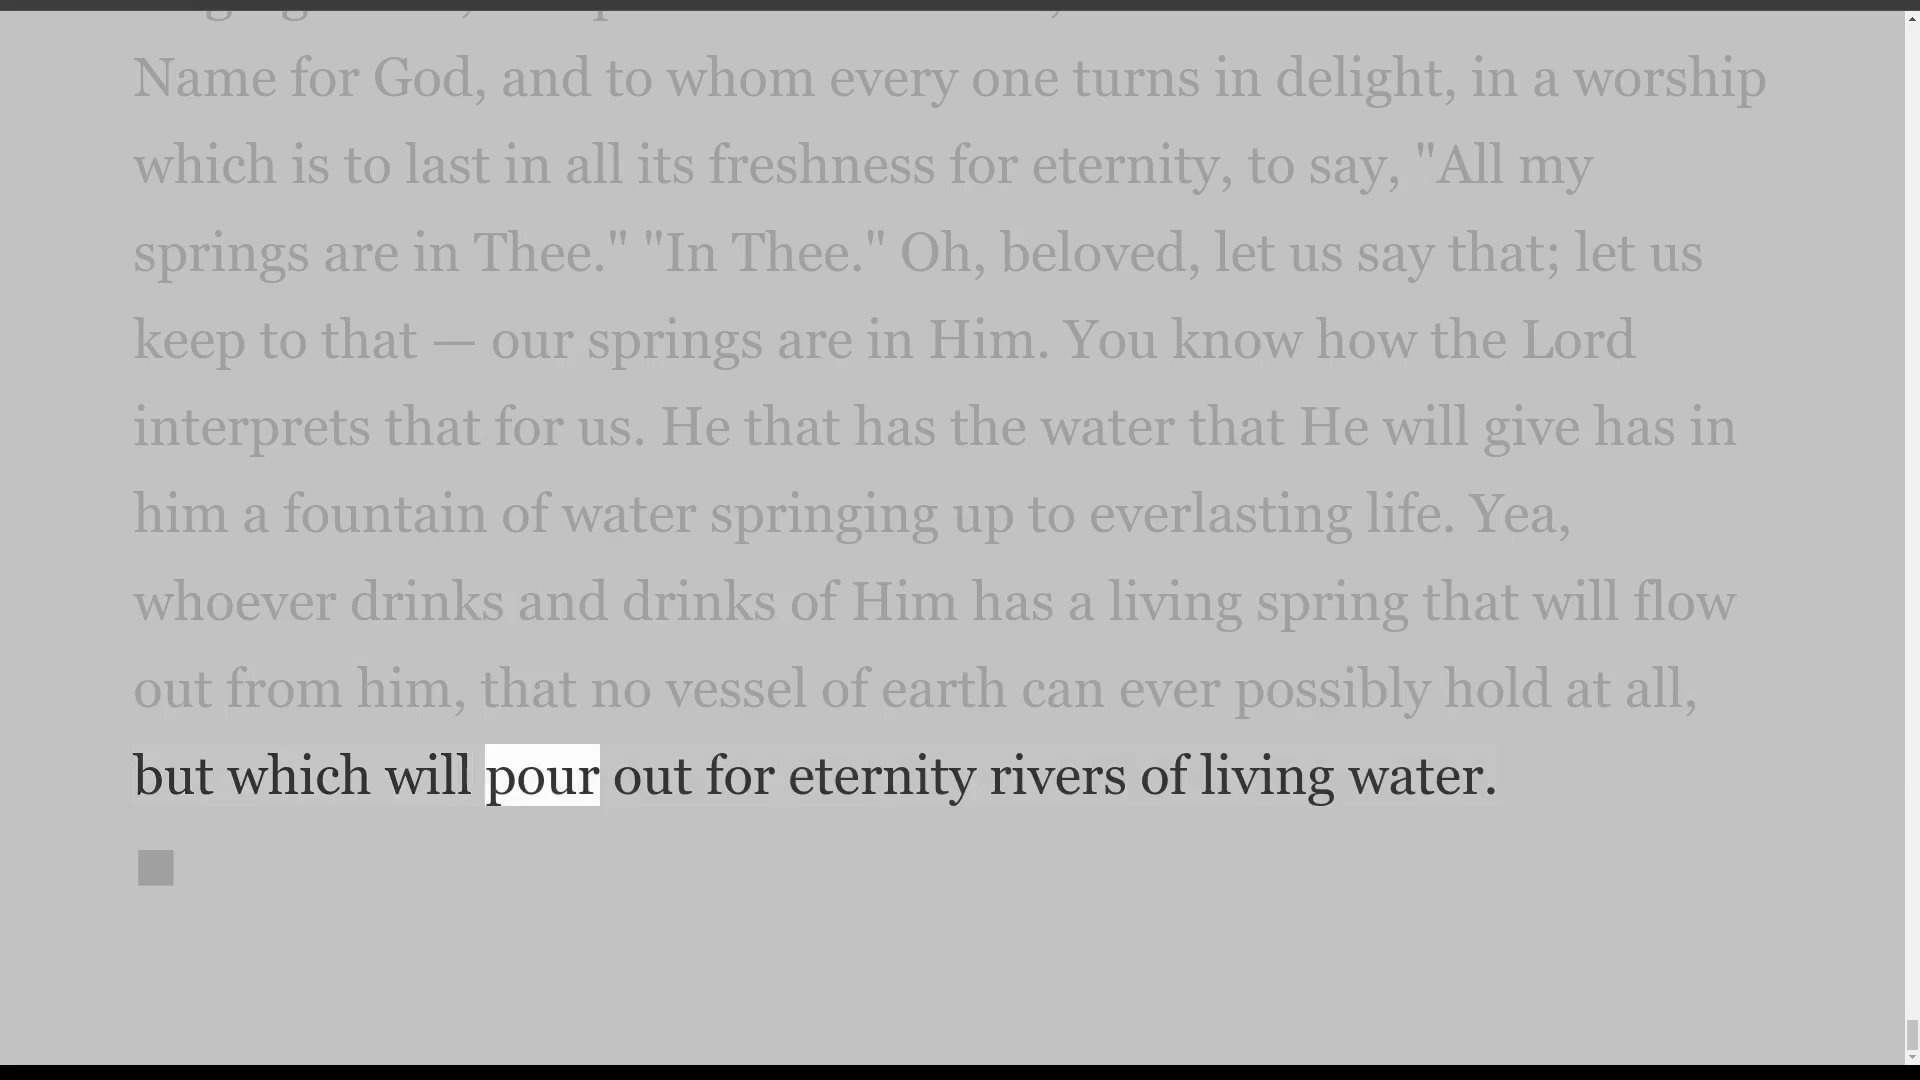 Name for God, and to whom every one turns in delight, in a worship
which is to last in all its freshness for eternity, to say, "All my
springs are in Thee." "In Thee." Oh, beloved, let us say that; let us
keep to that — our springs are in Him. You know how the Lord
interprets that for us. He that has the water that He will give has in
him a fountain of water springing up to everlasting life. Yea,
whoever drinks and drinks of Him has a living spring that will flow
out from him, that no vessel of earth can ever possibly hold at all,
but which will pour out for eternity rivers of living water.